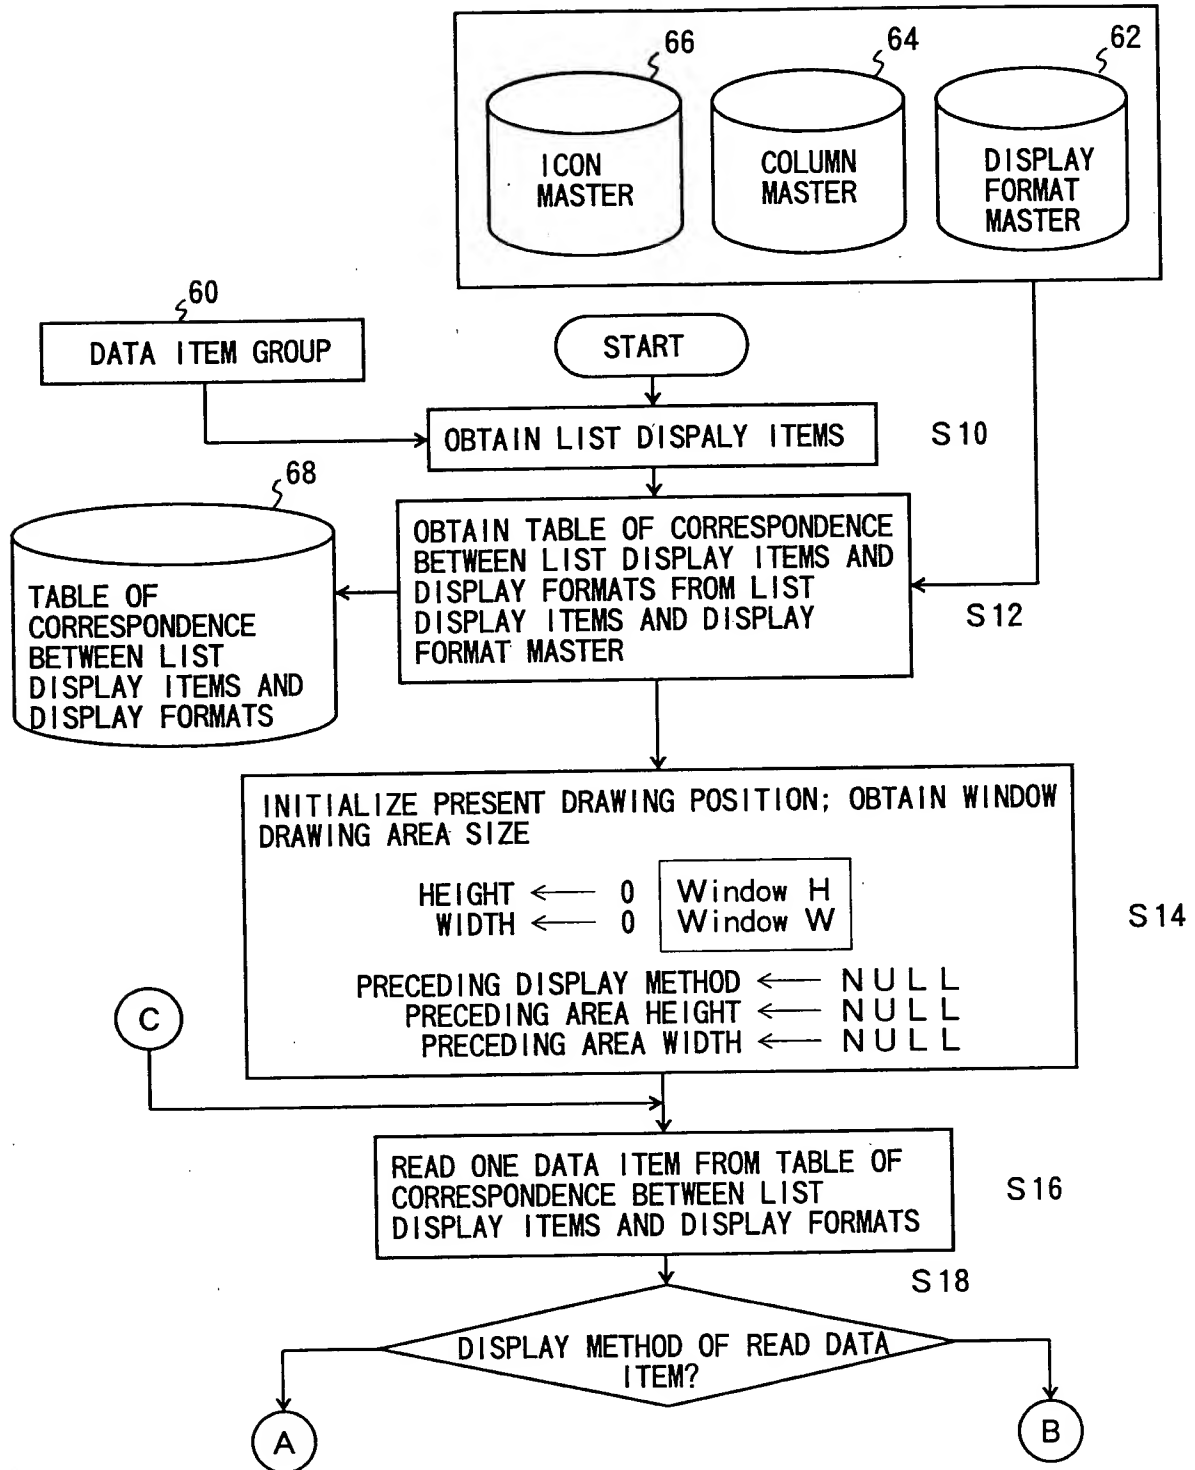 66
64
62
ICON
MASTER
COLUMN
MASTER
DISPLAY
FORMAT
MASTER
60
DATA ITEM GROUP
START
OBTAIN LIST DISPALY ITEMS
S10
68
TABLE OF
CORRESPONDENCE
BETWEEN LIST
DISPLAY ITEMS AND
DISPLAY FORMATS
OBTAIN TABLE OF CORRESPONDENCE
BETWEEN LIST DISPLAY ITEMS AND
DISPLAY FORMATS FROM LIST
DISPLAY ITEMS AND DISPLAY
FORMAT MASTER
S12
INITIALIZE PRESENT DRAWING POSITION; OBTAIN WINDOW
DRAWING AREA SIZE
HEIGHT ← 0 Window H
WIDTH ← 0 Window W
PRECEDING DISPLAY METHOD ← NULL
PRECEDING AREA HEIGHT ← NULL
PRECEDING AREA WIDTH ← NULL
S14
C
READ ONE DATA ITEM FROM TABLE OF
CORRESPONDENCE BETWEEN LIST
DISPLAY ITEMS AND DISPLAY FORMATS
S16
S18
DISPLAY METHOD OF READ DATA
ITEM?
A
B